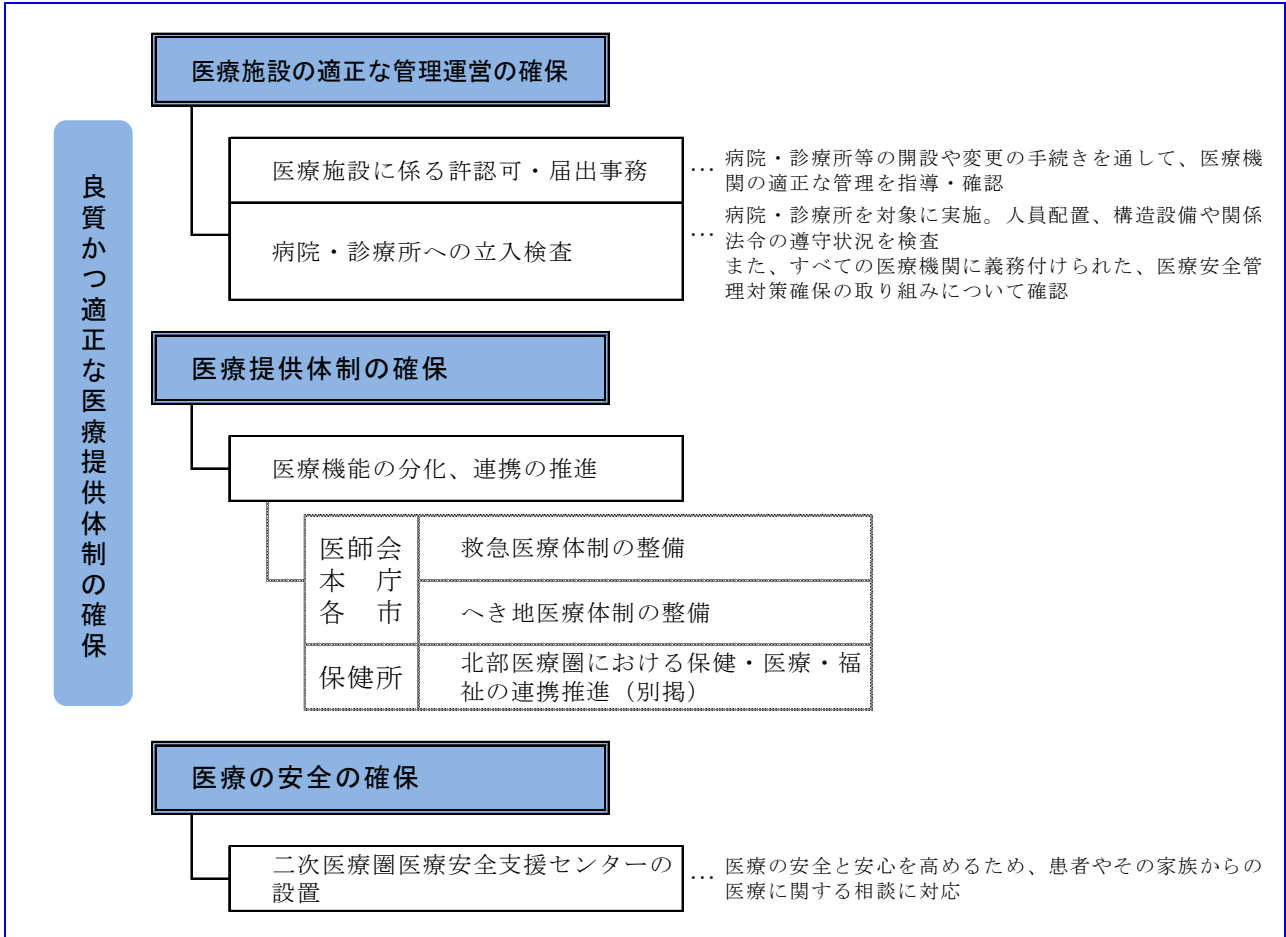 良質かつ適正な医療提供体制の確保
医療施設の適正な管理運営の確保
医療施設に係る許認可・届出事務
… 病院・診療所等の開設や変更の手続きを通して、医療機
関の適正な管理を指導・確認
病院・診療所への立入検査
… 病院・診療所を対象に実施。人員配置、構造設備や関係
法令の遵守状況を検査
また、すべての医療機関に義務付けられた、医療安全管
理対策確保の取り組みについて確認
医療提供体制の確保
医療機能の分化、連携の推進
医師会
本　庁
各　市
救急医療体制の整備
へき地医療体制の整備
保健所
北部医療圏における保健・医療・福
祉の連携推進（別掲）
医療の安全の確保
二次医療圏医療安全支援センターの
設置
… 医療の安全と安心を高めるため、患者やその家族からの
医療に関する相談に対応